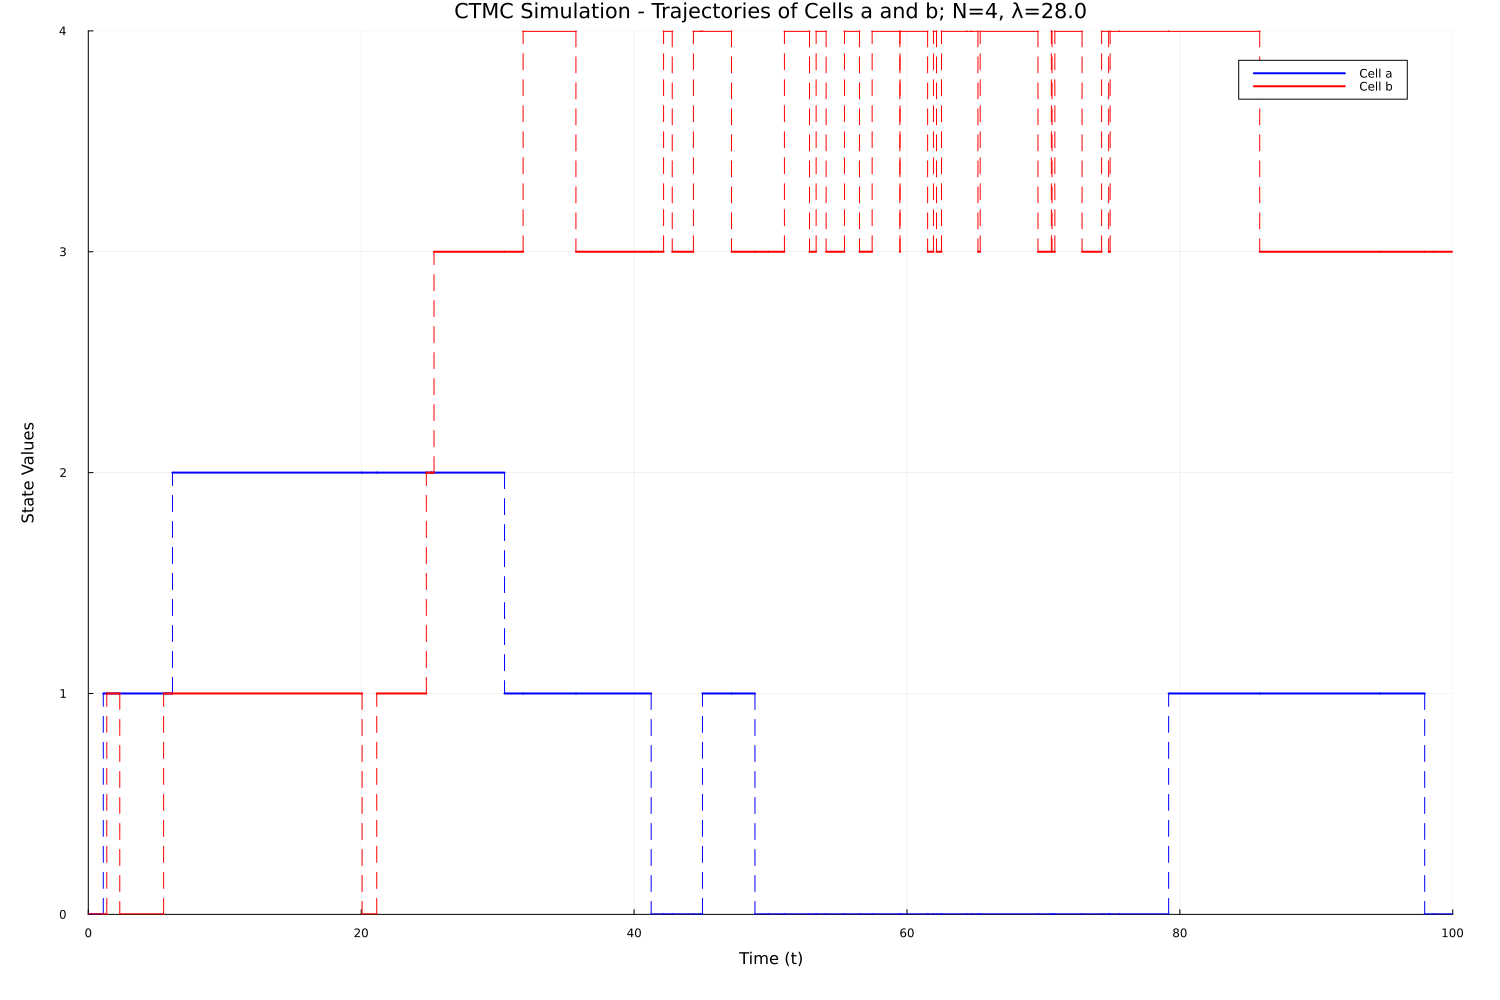 CTMC Simulation - Trajectories of Cells a and b; N=4, λ=28.0
4
Cell a
Cell b
3
State Values
2
1
0
0 20 40 60 80 100
Time (t)